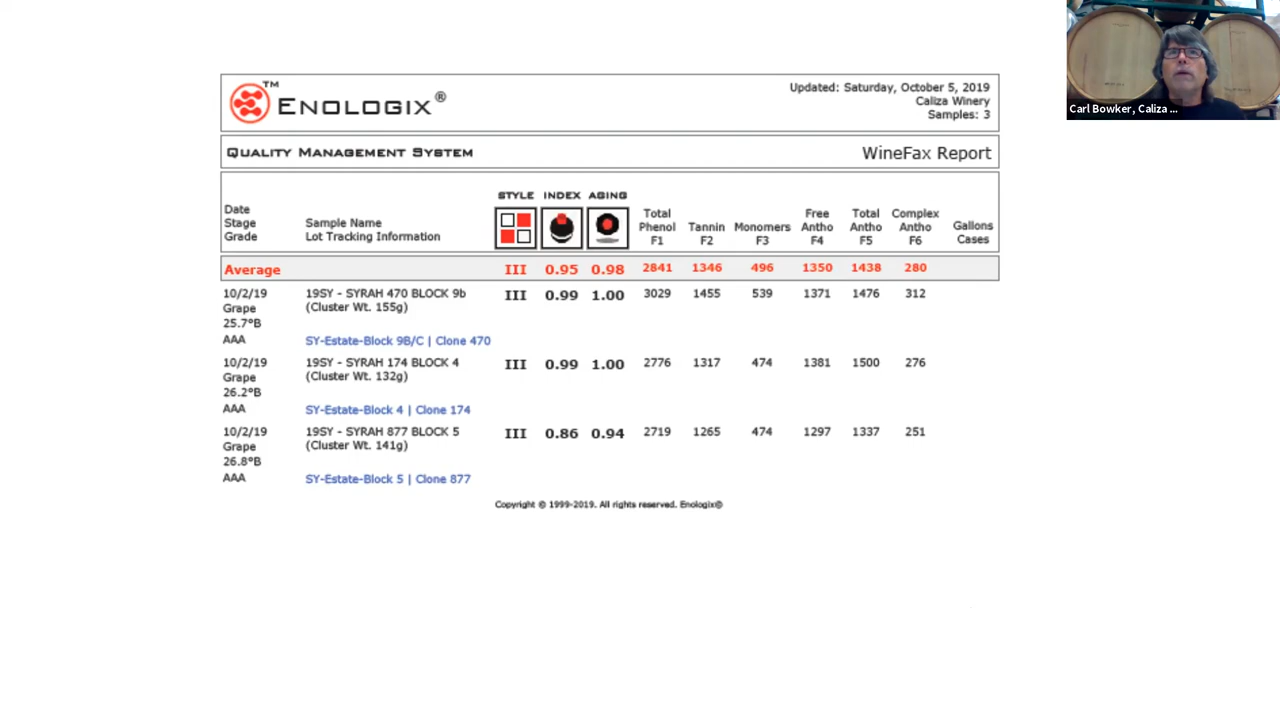 TM
ENOLOGIX®
Updated: Saturday, October 5, 2019
Caliza Winery
Samples: 3
Carl Bowker, Caliza ...
QUALITY MANAGEMENT SYSTEM
WineFax Report
STYLE INDEX AGING
Date
Stage
Grade
Sample Name
Lot Tracking Information
Total
Phenol
F1
Tannin
F2
Monomers
F3
Free
Antho
F4
Total
Antho
F5
Complex
Antho
F6
Gallons
Cases
Average III 0.95 0.98 2841 1346 496 1350 1438 280
10/2/19 19SY - SYRAH 470 BLOCK 9b III 0.99 1.00 3029 1455 539 1371 1476 312
Grape (Cluster Wt. 155g)
25.7°B
AAA SY-Estate-Block 9B/C | Clone 470
10/2/19 19SY - SYRAH 174 BLOCK 4 III 0.99 1.00 2776 1317 474 1381 1500 276
Grape (Cluster Wt. 132g)
26.2°B
AAA SY-Estate-Block 4 | Clone 174
10/2/19 19SY - SYRAH 877 BLOCK 5 III 0.86 0.94 2719 1265 474 1297 1337 251
Grape (Cluster Wt. 141g)
26.8°B
AAA SY-Estate-Block 5 | Clone 877
Copyright © 1999-2019. All rights reserved. Enologix®